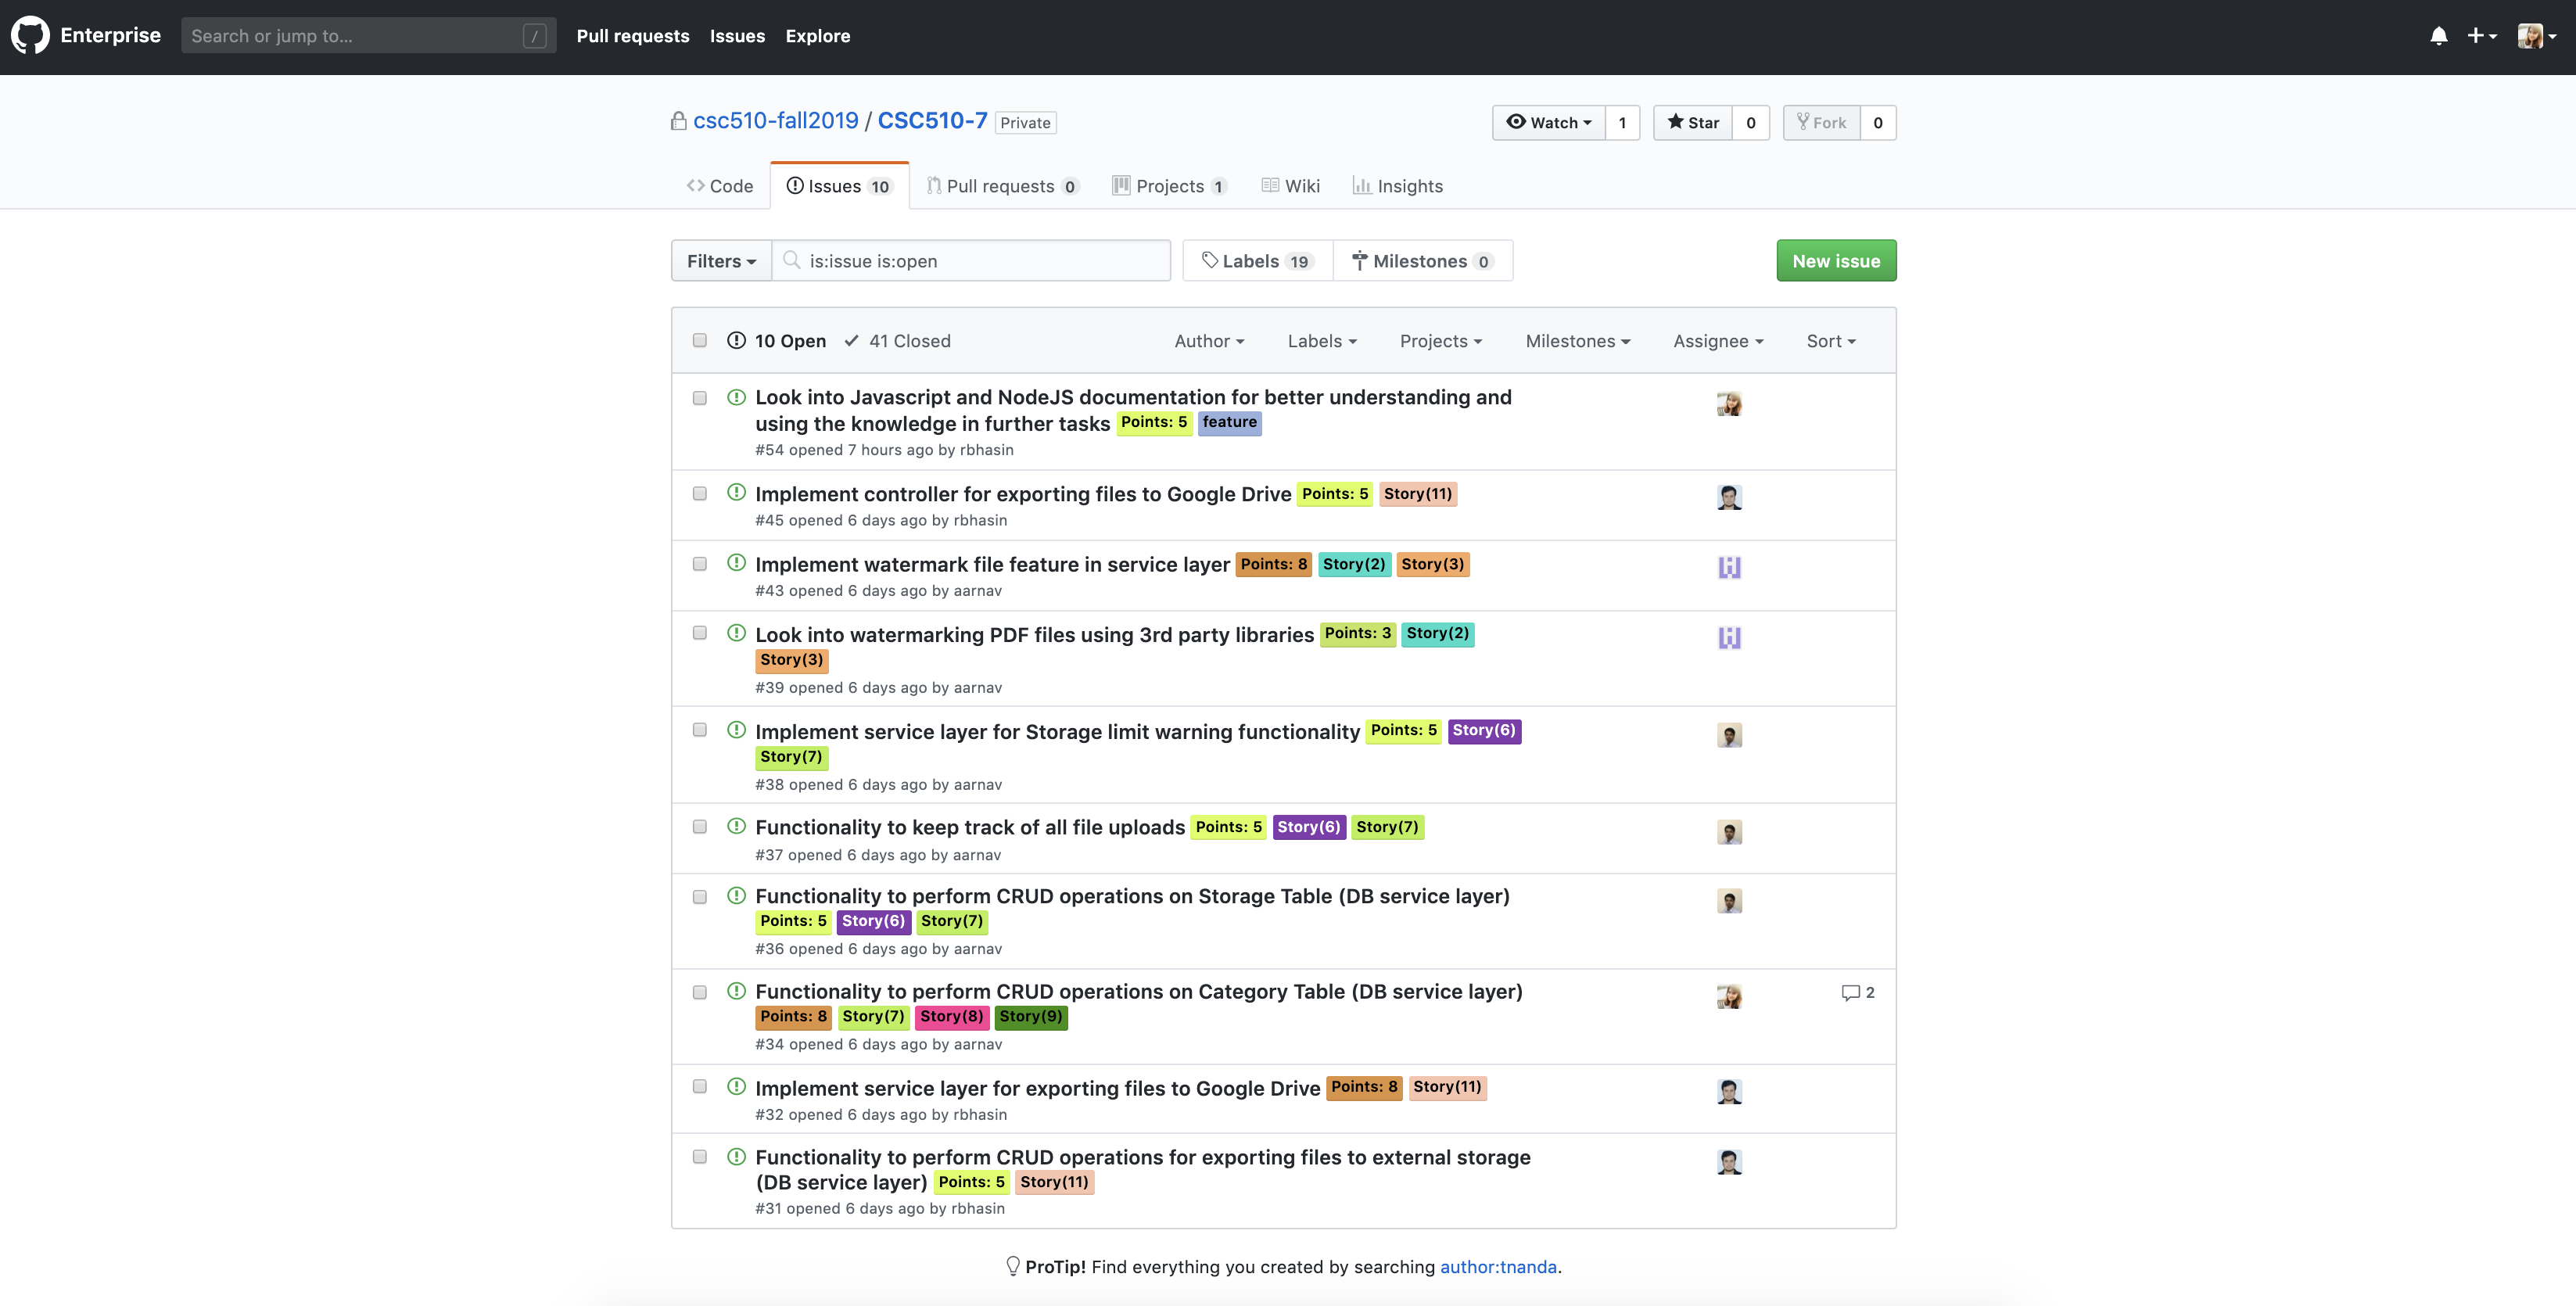 Enterprise Search or jump to... / Pull requests Issues Explore
csc510-fall2019 / CSC510-7 Private Watch 1 Star 0 Fork 0
Code Issues 10 Pull requests 0 Projects 1 Wiki Insights
Filters is:issue is:open Labels 19 Milestones 0 New issue
10 Open 41 Closed Author Labels Projects Milestones Assignee Sort
Look into Javascript and NodeJS documentation for better understanding and
using the knowledge in further tasks Points: 5 feature
#54 opened 7 hours ago by rbhasin
Implement controller for exporting files to Google Drive Points: 5 Story(11)
#45 opened 6 days ago by rbhasin
Implement watermark file feature in service layer Points: 8 Story(2) Story(3)
#43 opened 6 days ago by aarnav
Look into watermarking PDF files using 3rd party libraries Points: 3 Story(2)
Story(3)
#39 opened 6 days ago by aarnav
Implement service layer for Storage limit warning functionality Points: 5 Story(6)
Story(7)
#38 opened 6 days ago by aarnav
Functionality to keep track of all file uploads Points: 5 Story(6) Story(7)
#37 opened 6 days ago by aarnav
Functionality to perform CRUD operations on Storage Table (DB service layer)
Points: 5 Story(6) Story(7)
#36 opened 6 days ago by aarnav
Functionality to perform CRUD operations on Category Table (DB service layer) 2
Points: 8 Story(7) Story(8) Story(9)
#34 opened 6 days ago by aarnav
Implement service layer for exporting files to Google Drive Points: 8 Story(11)
#32 opened 6 days ago by rbhasin
Functionality to perform CRUD operations for exporting files to external storage
(DB service layer) Points: 5 Story(11)
#31 opened 6 days ago by rbhasin
ProTip! Find everything you created by searching author:tnanda.